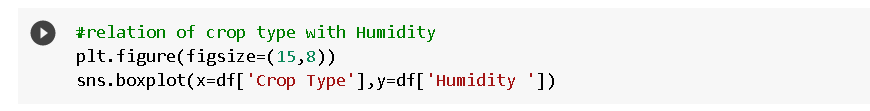 #relation of crop type with Humidity
plt.figure(figsize=(15,8))
sns.boxplot(x=df['Crop Type'],y=df['Humidity '])